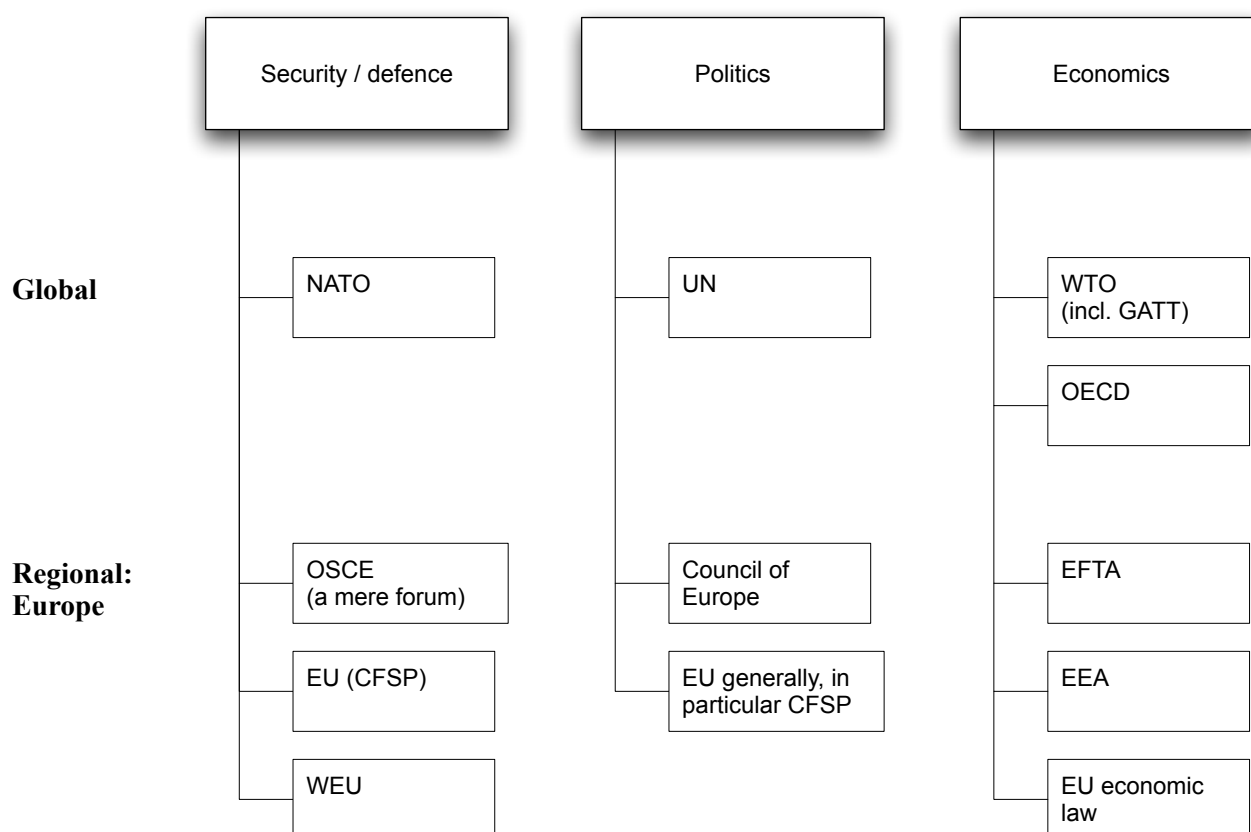 Security / defence
Politics
Economics
Global
NATO
UN
WTO
(incl. GATT)
OECD
Regional:
Europe
OSCE
(a mere forum)
Council of
Europe
EFTA
EU (CFSP)
EU generally, in
particular CFSP
EEA
WEU
EU economic
law